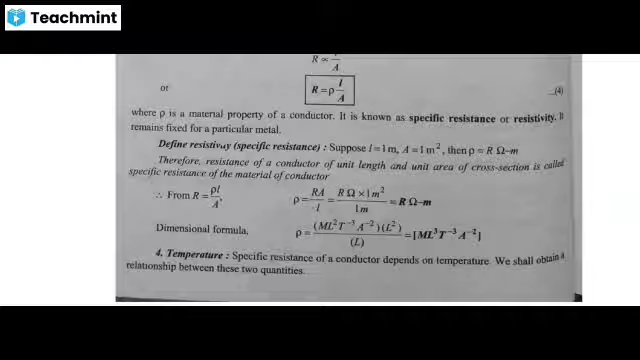 Teachmint
R ∝ l/A
or R = ρ l/A ...(4)
where ρ is a material property of a conductor. It is known as specific resistance or resistivity. It
remains fixed for a particular metal.
Define resistivity (specific resistance) : Suppose l = 1m, A = 1 m², then ρ = R Ω–m
Therefore, resistance of a conductor of unit length and unit area of cross-section is called
specific resistance of the material of conductor
∴ From R = ρl/A, ρ = RA/l = R Ω × 1m²/1m = R Ω–m
Dimensional formula, ρ = (ML²T⁻³A⁻²)(L²)/(L) = [ML³T⁻³A⁻²]
4. Temperature : Specific resistance of a conductor depends on temperature. We shall obtain a
relationship between these two quantities.